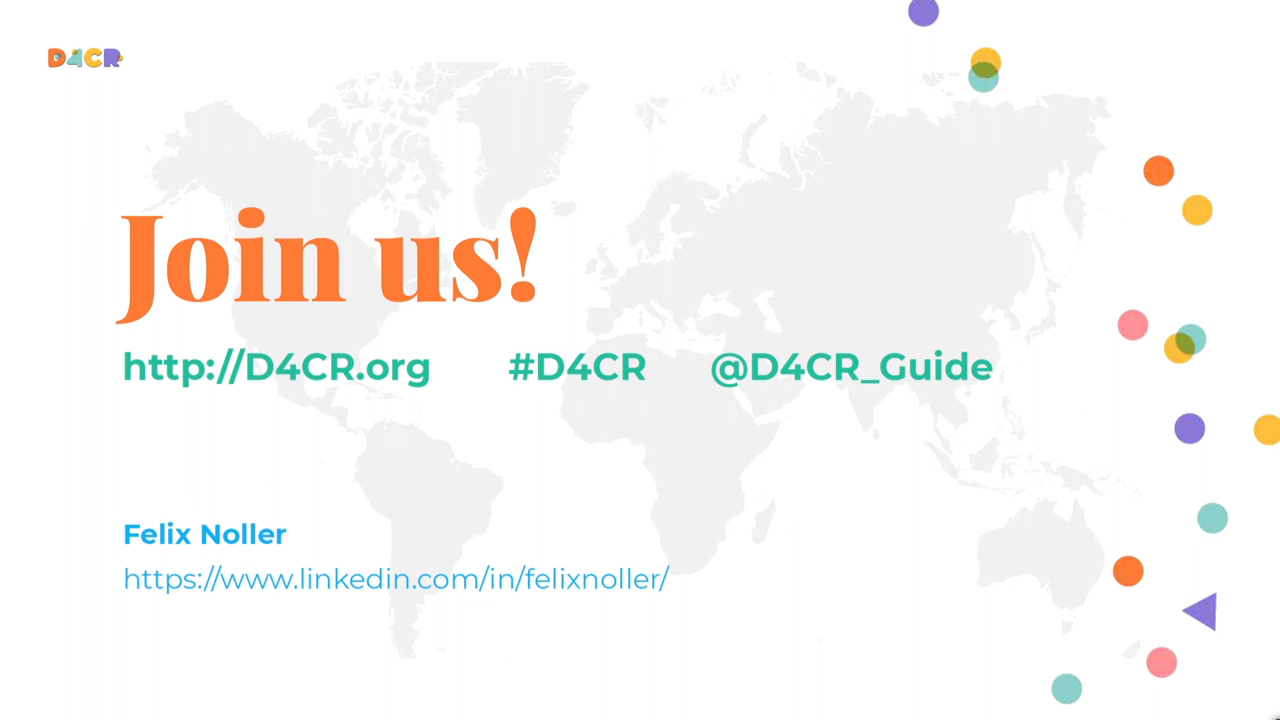 D4CR
Join us!
http://D4CR.org #D4CR @D4CR_Guide
Felix Noller
https://www.linkedin.com/in/felixnoller/